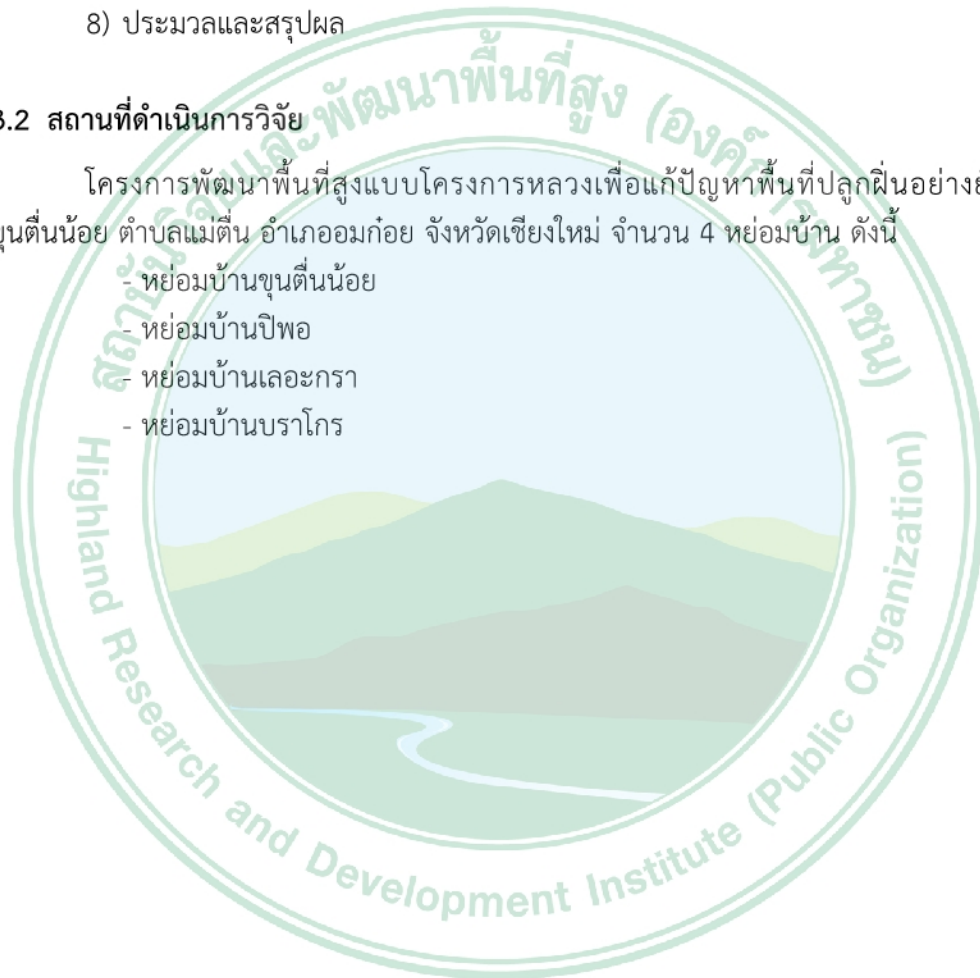 8) ประมวลและสรุปผล
3.2 สถานที่ดำเนินการวิจัย
โครงการพัฒนาพื้นที่สูงแบบโครงการหลวงเพื่อแก้ปัญหาพื้นที่ปลูกฝิ่นอย่าง
ขุนตื่นน้อย ตำบลแม่ตื่น อำเภออมก๋อย จังหวัดเชียงใหม่ จำนวน 4 หย่อมบ้าน ดังนี้
- หย่อมบ้านขุนตื่นน้อย
- หย่อมบ้านปิพอ
- หย่อมบ้านเลอะกรา
- หย่อมบ้านบราโกร
สถาบันวิจัยและพัฒนาพื้นที่สูง (องค์การมหาชน)
Highland Research and Development Institute (Public Organization)